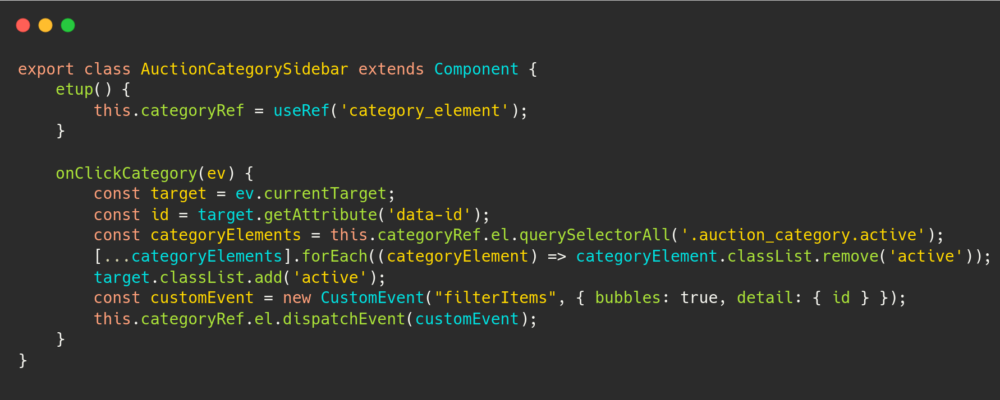 export class AuctionCategorySidebar extends Component {
    etup() {
        this.categoryRef = useRef('category_element');
    }

    onClickCategory(ev) {
        const target = ev.currentTarget;
        const id = target.getAttribute('data-id');
        const categoryElements = this.categoryRef.el.querySelectorAll('.auction_category.active');
        [...categoryElements].forEach((categoryElement) => categoryElement.classList.remove('active'));
        target.classList.add('active');
        const customEvent = new CustomEvent("filterItems", { bubbles: true, detail: { id } });
        this.categoryRef.el.dispatchEvent(customEvent);
    }
}